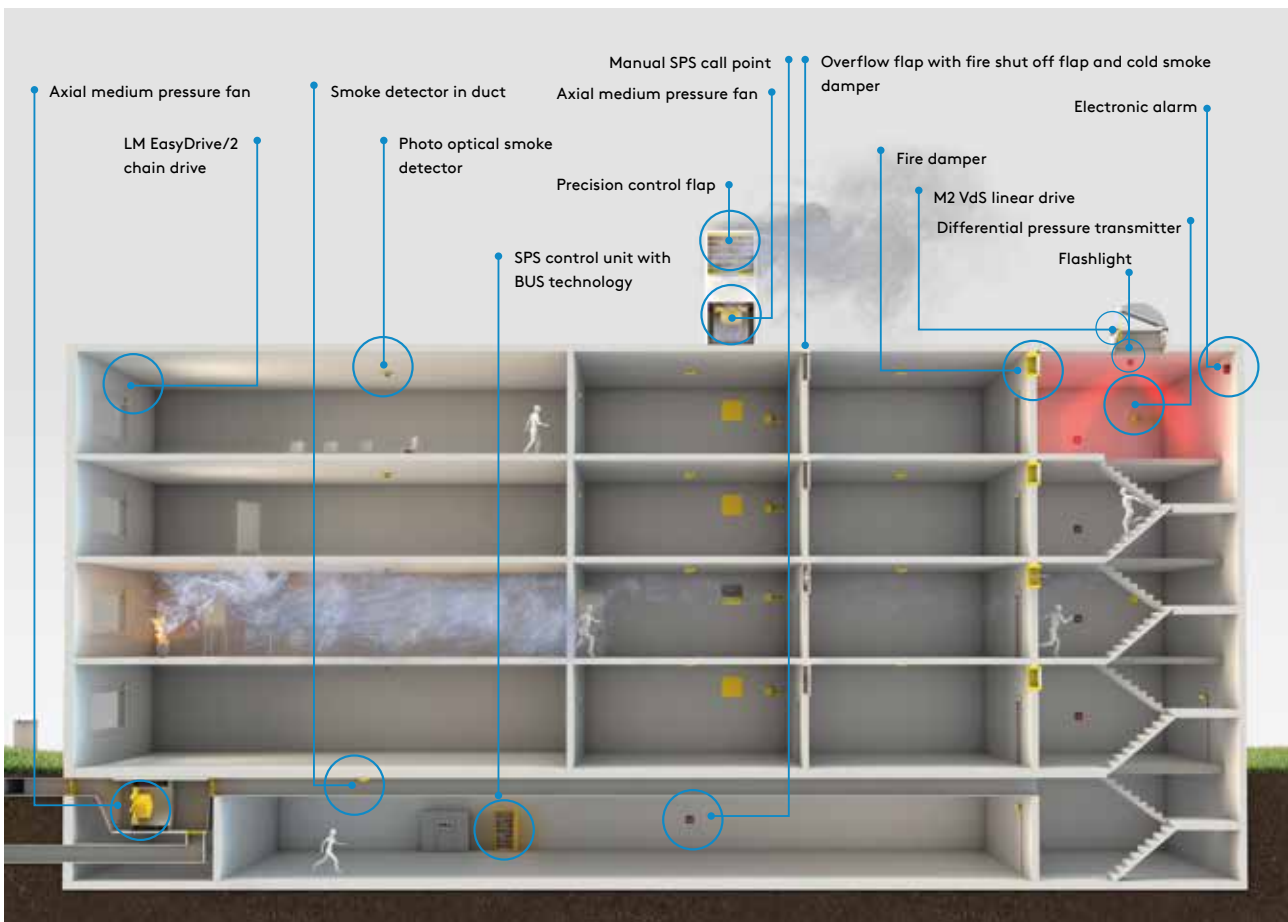 Manual SPS call point
Overflow flap with fire shut off flap and cold smoke
damper
Axial medium pressure fan
Smoke detector in duct
Axial medium pressure fan
Electronic alarm
LM EasyDrive/2
chain drive
Photo optical smoke
detector
Fire damper
Precision control flap
M2 VdS linear drive
Differential pressure transmitter
SPS control unit with
BUS technology
Flashlight